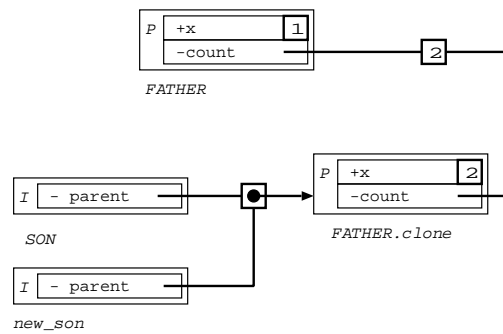 P +x 1
-count 2
FATHER
P +x 2
I - parent -count
SON FATHER.clone
I - parent
new_son